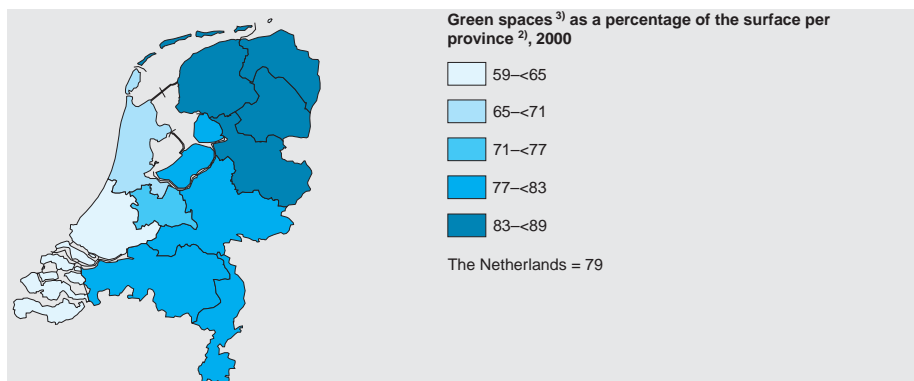 Green spaces 3) as a percentage of the surface per
province 2), 2000
59–<65
65–<71
71–<77
77–<83
83–<89
The Netherlands = 79